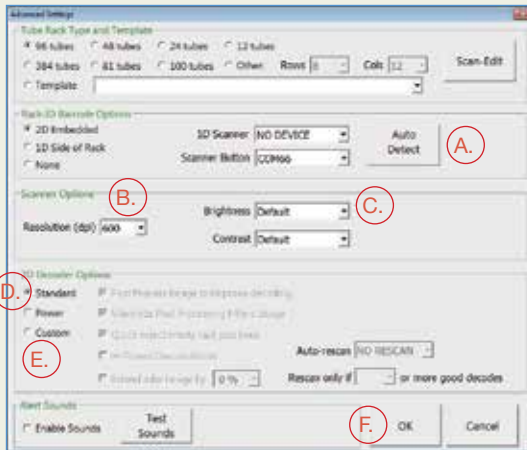 Advanced Settings
Tube Rack Type and Template
96 tubes 48 tubes 24 tubes 12 tubes
384 tubes 81 tubes 100 tubes Other Rows 8 Cols 12
Scan-Edit
Template
Rack-ID Barcode Options
2D Embedded
1D Side of Rack
None
1D Scanner NO DEVICE
Scanner Button COM66
Auto Detect
A.
Scanner Options
B.
Resolution (dpi) 600
Brightness Default
C.
Contrast Default
2D Decoder Options
D. Standard
Power
Custom
E.
Auto-rescan NO RESCAN
0 %
Rescan only if or more good decodes
Alert Sounds
Enable Sounds
Test Sounds
F.
OK
Cancel